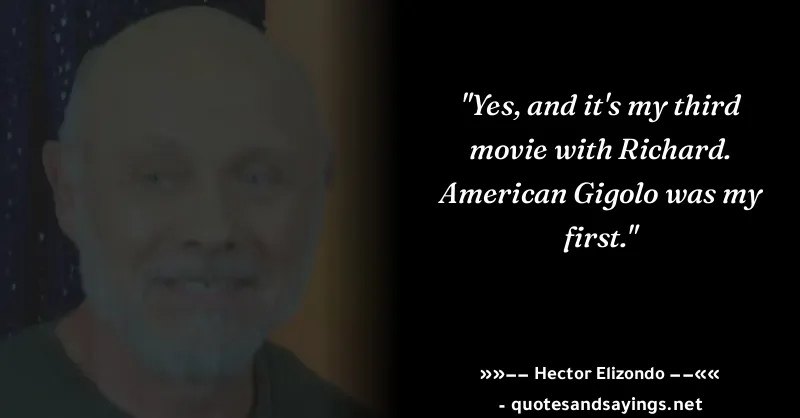 "Yes, and it's my third
movie with Richard.
American Gigolo was my
first."
»»−− Hector Elizondo −−««
- quotesandsayings.net